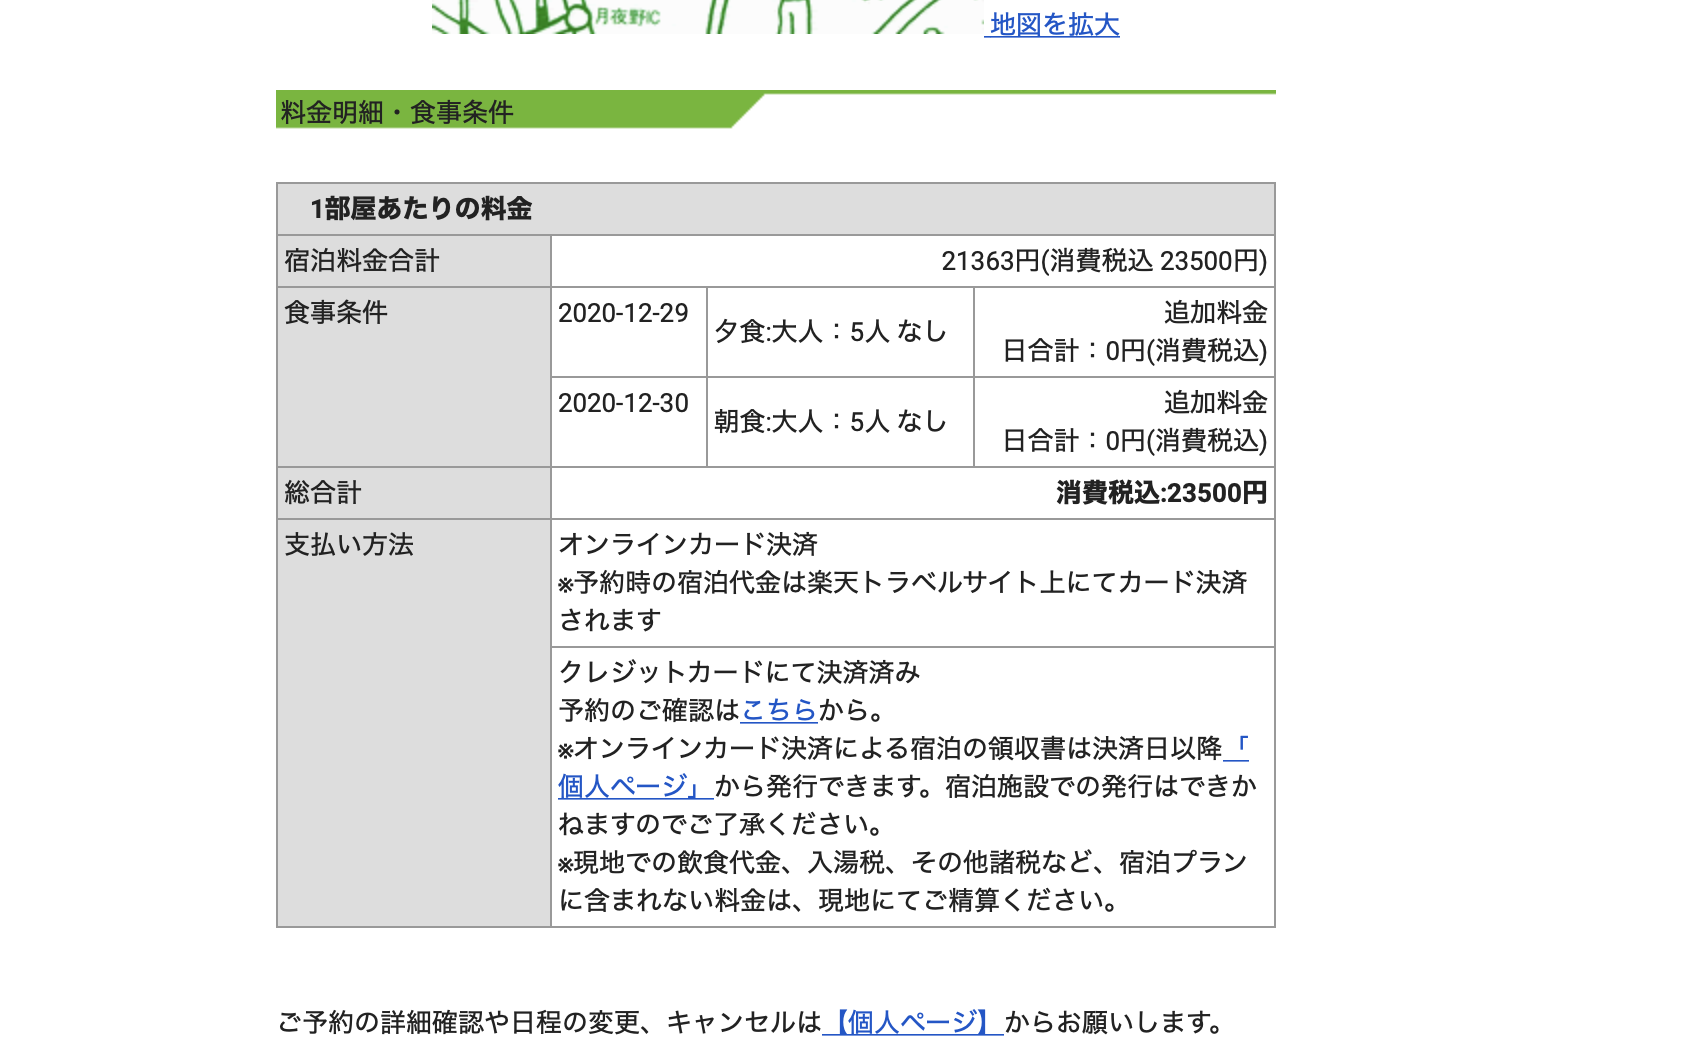 月夜野IC
地図を拡大
料金明細・食事条件
1部屋あたりの料金
宿泊料金合計
21363円(消費税込 23500円)
食事条件
2020-12-29
夕食:大人：5人 なし
追加料金
日合計：0円(消費税込)
2020-12-30
朝食:大人：5人 なし
追加料金
日合計：0円(消費税込)
総合計
消費税込:23500円
支払い方法
オンラインカード決済
※予約時の宿泊代金は楽天トラベルサイト上にてカード決済
されます
クレジットカードにて決済済み
予約のご確認はこちらから。
※オンラインカード決済による宿泊の領収書は決済日以降「
個人ページ」から発行できます。宿泊施設での発行はできか
ねますのでご了承ください。
※現地での飲食代金、入湯税、その他諸税など、宿泊プラン
に含まれない料金は、現地にてご精算ください。
ご予約の詳細確認や日程の変更、キャンセルは【個人ページ】からお願いします。